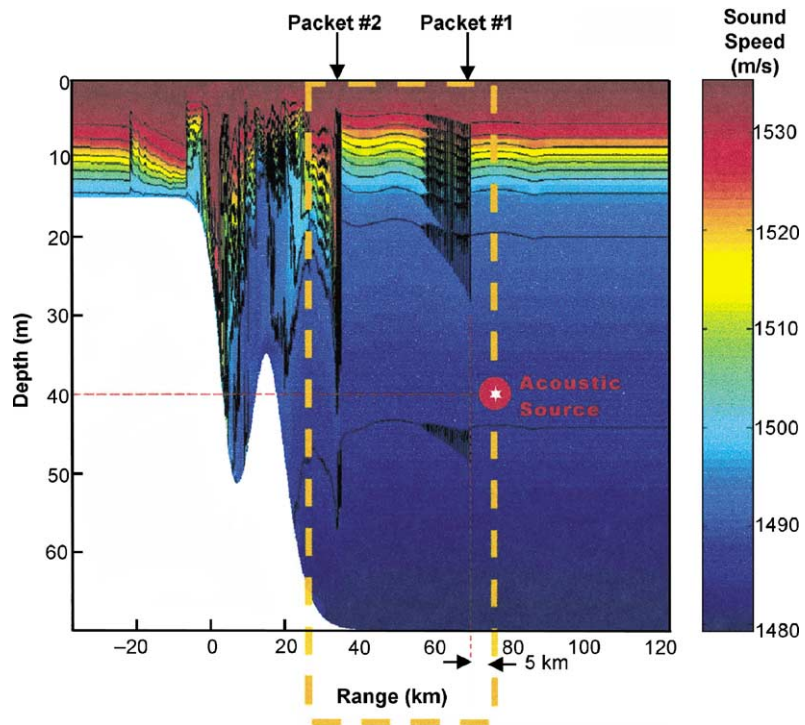 Packet #2 Packet #1
Sound
Speed
(m/s)
0
10
20
30
40
50
60
Depth (m)
Acoustic
Source
1530
1520
1510
1500
1490
1480
–20 0 20 40 60 80 100 120
5 km
Range (km)